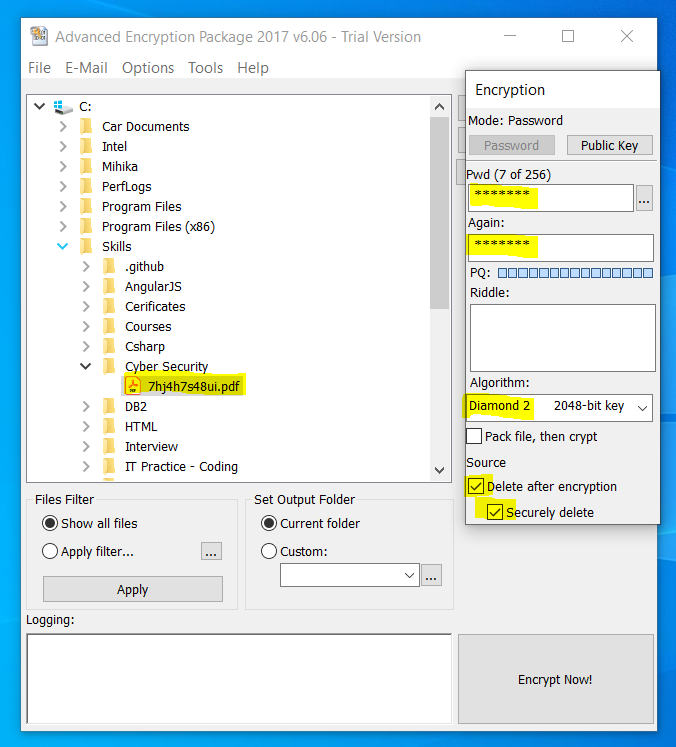 Advanced Encryption Package 2017 v6.06 - Trial Version
File E-Mail Options Tools Help
C:
Car Documents
Intel
Mihika
PerfLogs
Program Files
Program Files (x86)
Skills
.github
AngularJS
Cerificates
Courses
Csharp
Cyber Security
7hj4h7s48ui.pdf
DB2
HTML
Interview
IT Practice - Coding
Encryption
Mode: Password
Password Public Key
Pwd (7 of 256)
*******
...
Again:
*******
PQ:
Riddle:
Algorithm:
Diamond 2 2048-bit key
Pack file, then crypt
Source
Delete after encryption
Securely delete
Files Filter
Show all files
Apply filter...
...
Apply
Set Output Folder
Current folder
Custom:
...
Logging:
Encrypt Now!